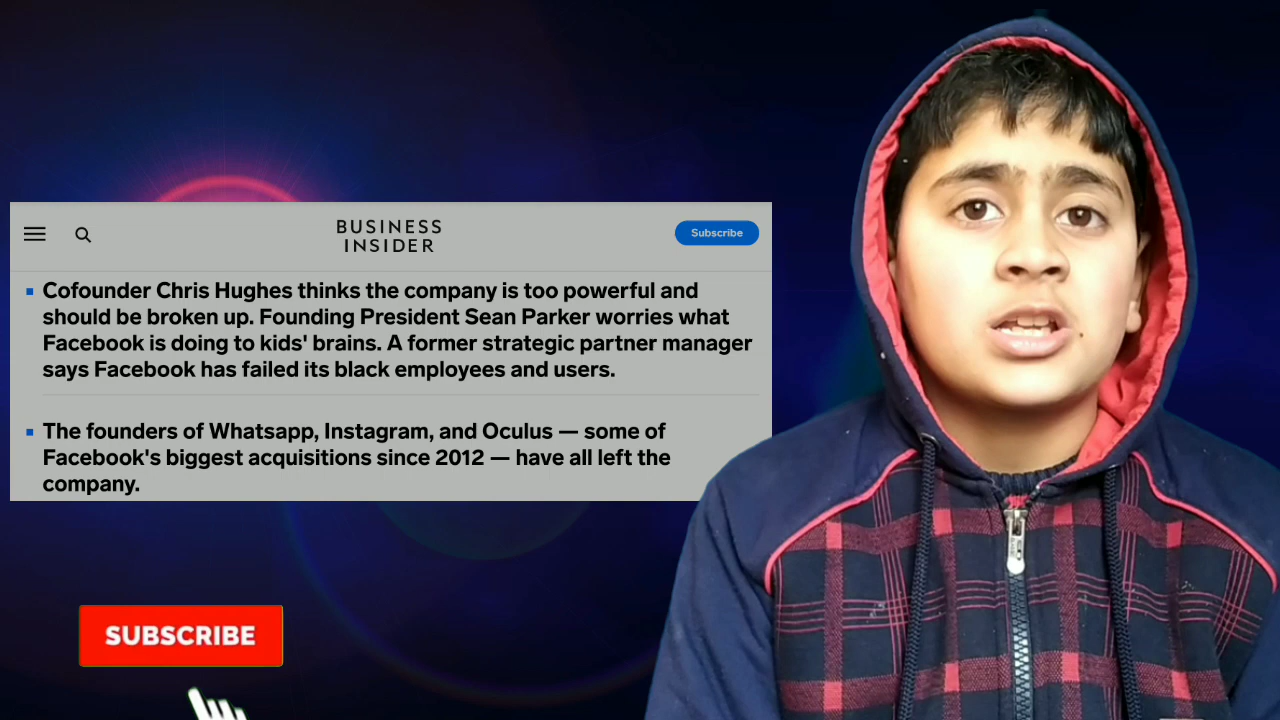 BUSINESS
INSIDER
Subscribe
Cofounder Chris Hughes thinks the company is too powerful and
should be broken up. Founding President Sean Parker worries what
Facebook is doing to kids' brains. A former strategic partner manager
says Facebook has failed its black employees and users.
The founders of Whatsapp, Instagram, and Oculus — some of
Facebook's biggest acquisitions since 2012 — have all left the
company.
SUBSCRIBE